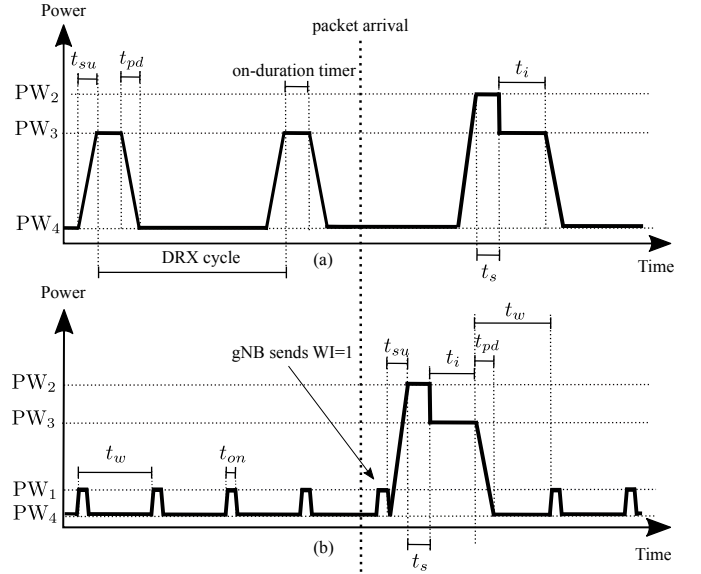 Power
packet arrival
t_su
t_pd
on-duration timer
t_i
PW_2
PW_3
PW_4
DRX cycle
(a)
t_s
Time
Power
gNB sends WI=1
t_su
t_i
t_pd
t_w
PW_2
PW_3
t_w
t_on
PW_1
PW_4
(b)
t_s
Time